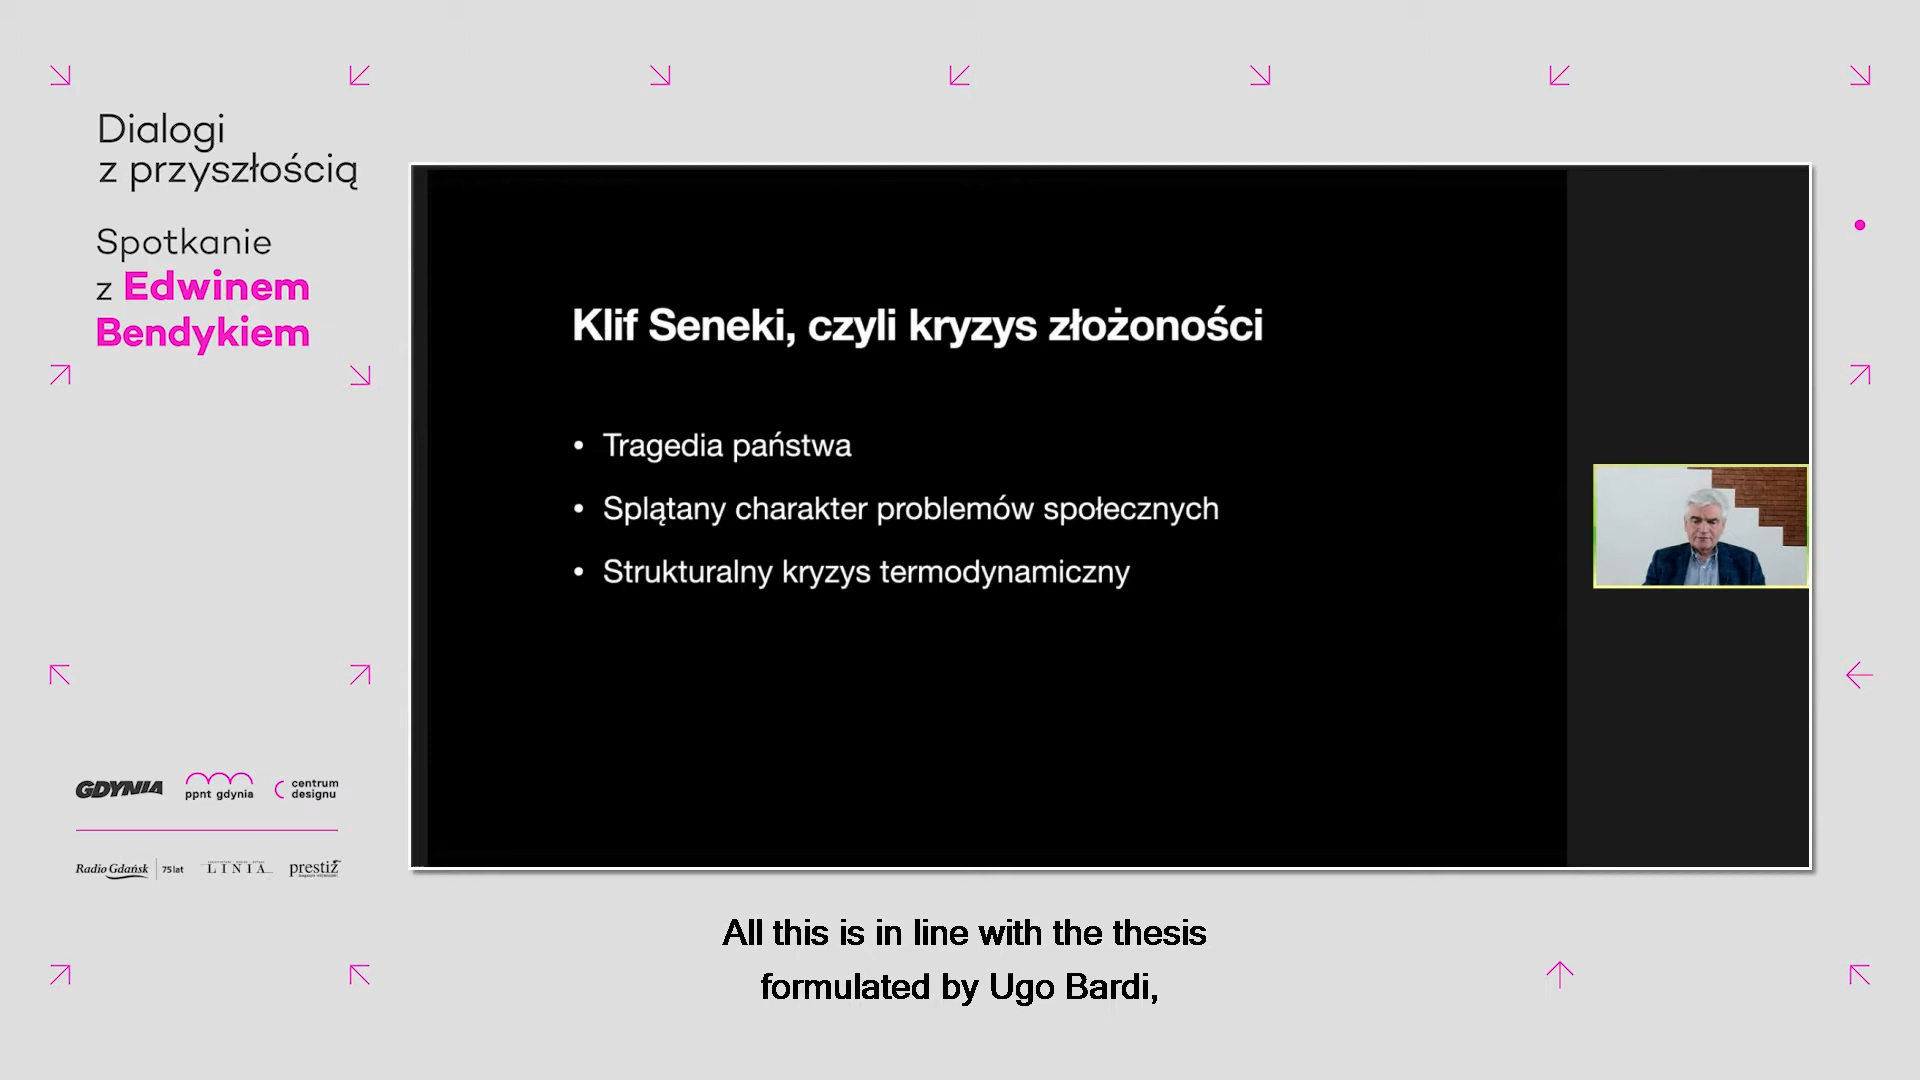 Dialogi
z przyszłością
Spotkanie
z Edwinem
Bendykiem
Klif Seneki, czyli kryzys złożoności
• Tragedia państwa
• Splątany charakter problemów społecznych
• Strukturalny kryzys termodynamiczny
GDYNIA
ppnt gdynia
centrum
designu
Radio Gdańsk 75 lat
LINIA
prestiż
All this is in line with the thesis
formulated by Ugo Bardi,